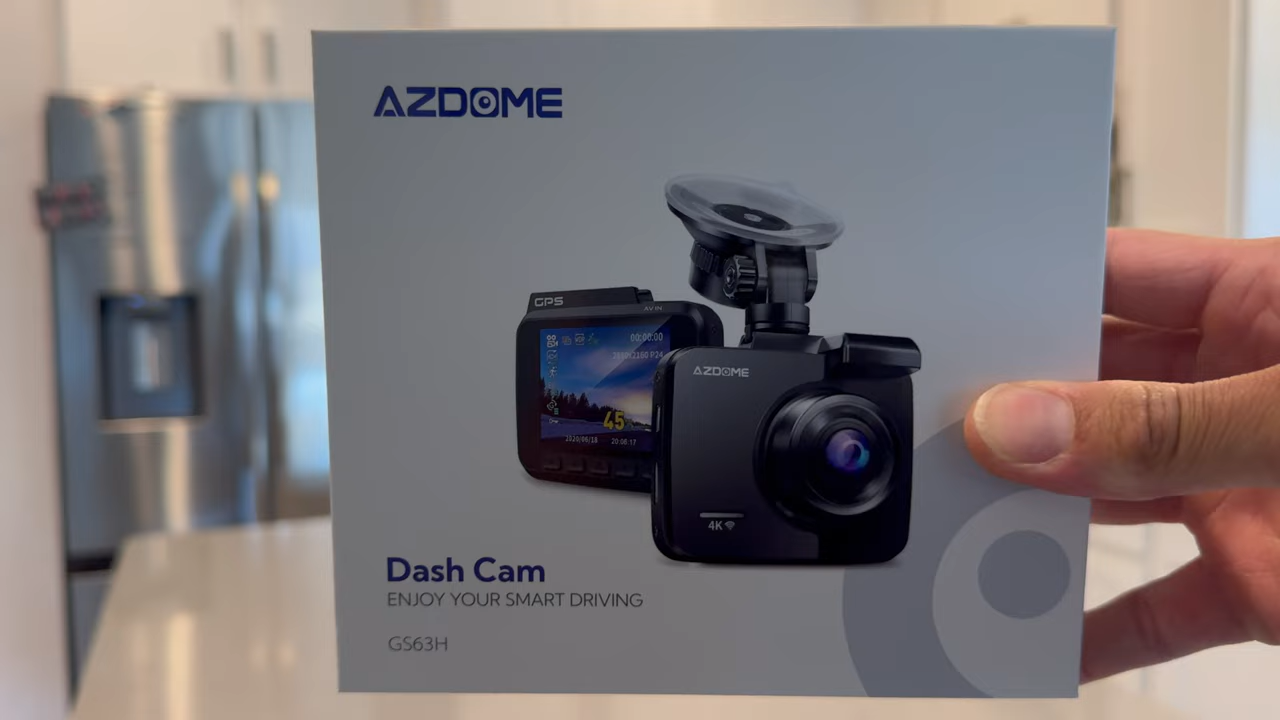 AZDOME
GPS
AV IN
00:00:00
3860x2160 P24
45
2020/06/18 20:08:17
AZDOME
4K
Dash Cam
ENJOY YOUR SMART DRIVING
GS63H